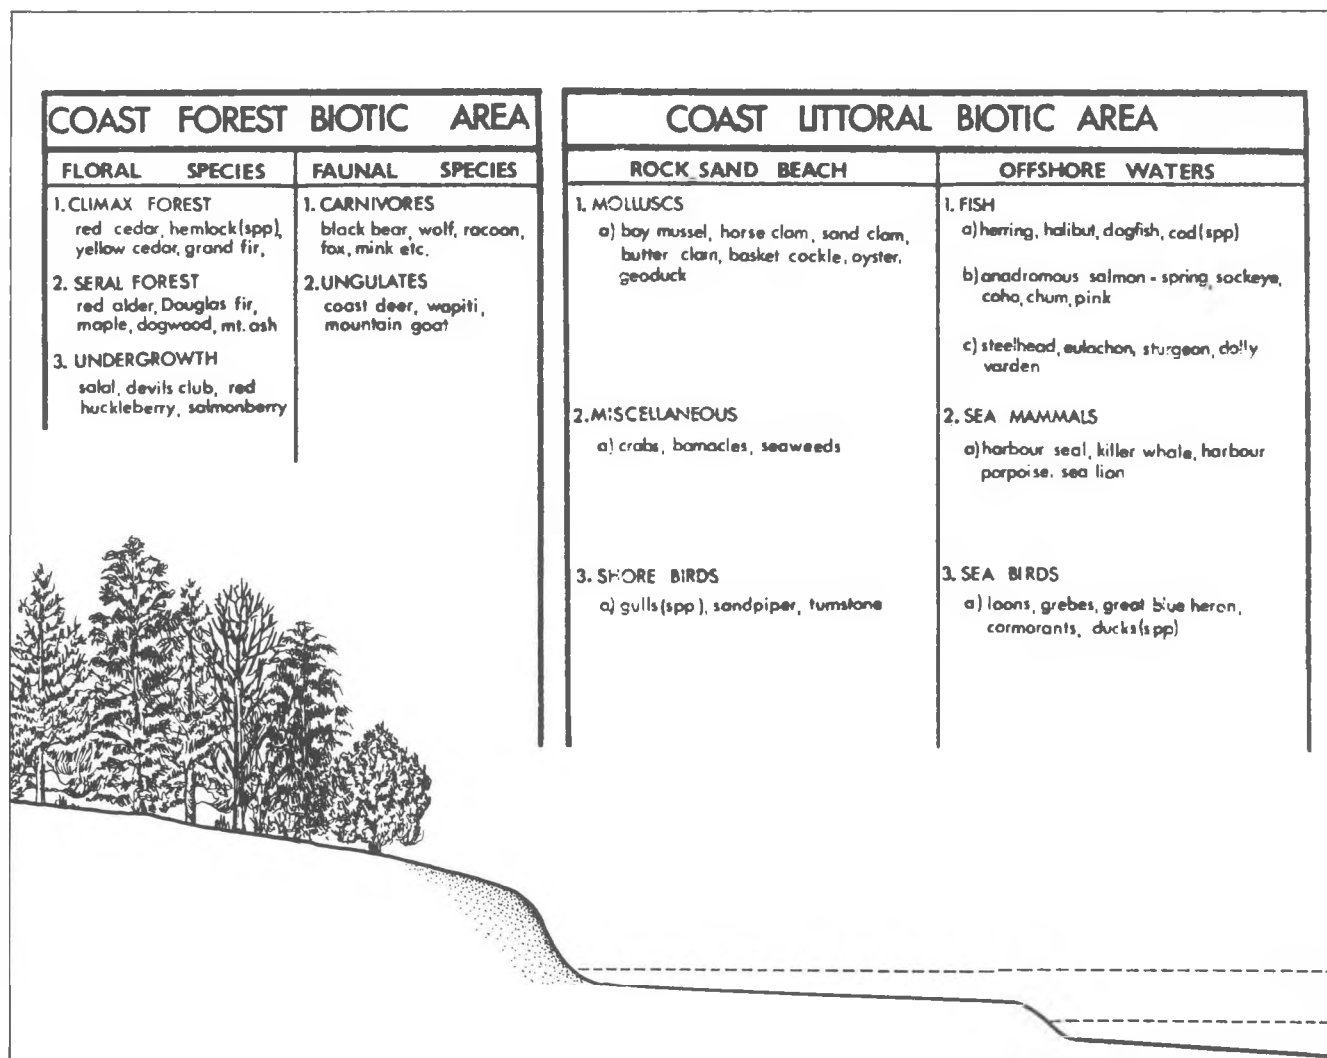 COAST FOREST BIOTIC AREA
FLORAL SPECIES
1. CLIMAX FOREST
red cedar, hemlock(spp),
yellow cedar, grand fir,
2. SERAL FOREST
red alder, Douglas fir,
maple, dogwood, mt. ash
3. UNDERGROWTH
salal, devils club, red
huckleberry, salmonberry
FAUNAL SPECIES
1. CARNIVORES
black bear, wolf, racoon,
fox, mink etc.
2. UNGULATES
coast deer, wapiti,
mountain goat
COAST LITTORAL BIOTIC AREA
ROCK SAND BEACH
1. MOLLUSCS
a) bay mussel, horse clam, sand clam,
butter clam, basket cockle, oyster,
geoduck
2. MISCELLANEOUS
a) crabs, barnacles, seaweeds
3. SHORE BIRDS
a) gulls(spp), sandpiper, turnstone
OFFSHORE WATERS
1. FISH
a) herring, halibut, dogfish, cod(spp)
b) anadromous salmon - spring, sockeye,
coho, chum, pink
c) steelhead, eulachon, sturgeon, dolly
varden
2. SEA MAMMALS
a) harbour seal, killer whale, harbour
porpoise, sea lion
3. SEA BIRDS
a) loons, grebes, great blue heron,
cormorants, ducks(spp)